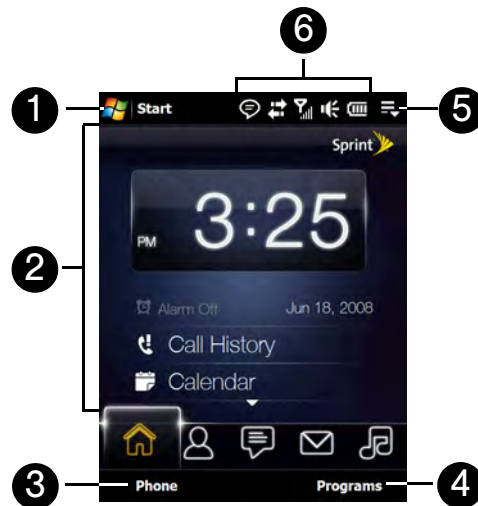 6
1 Start 5
Sprint
PM 3:25
2
Alarm Off Jun 18, 2008
Call History
Calendar
3 Phone Programs 4